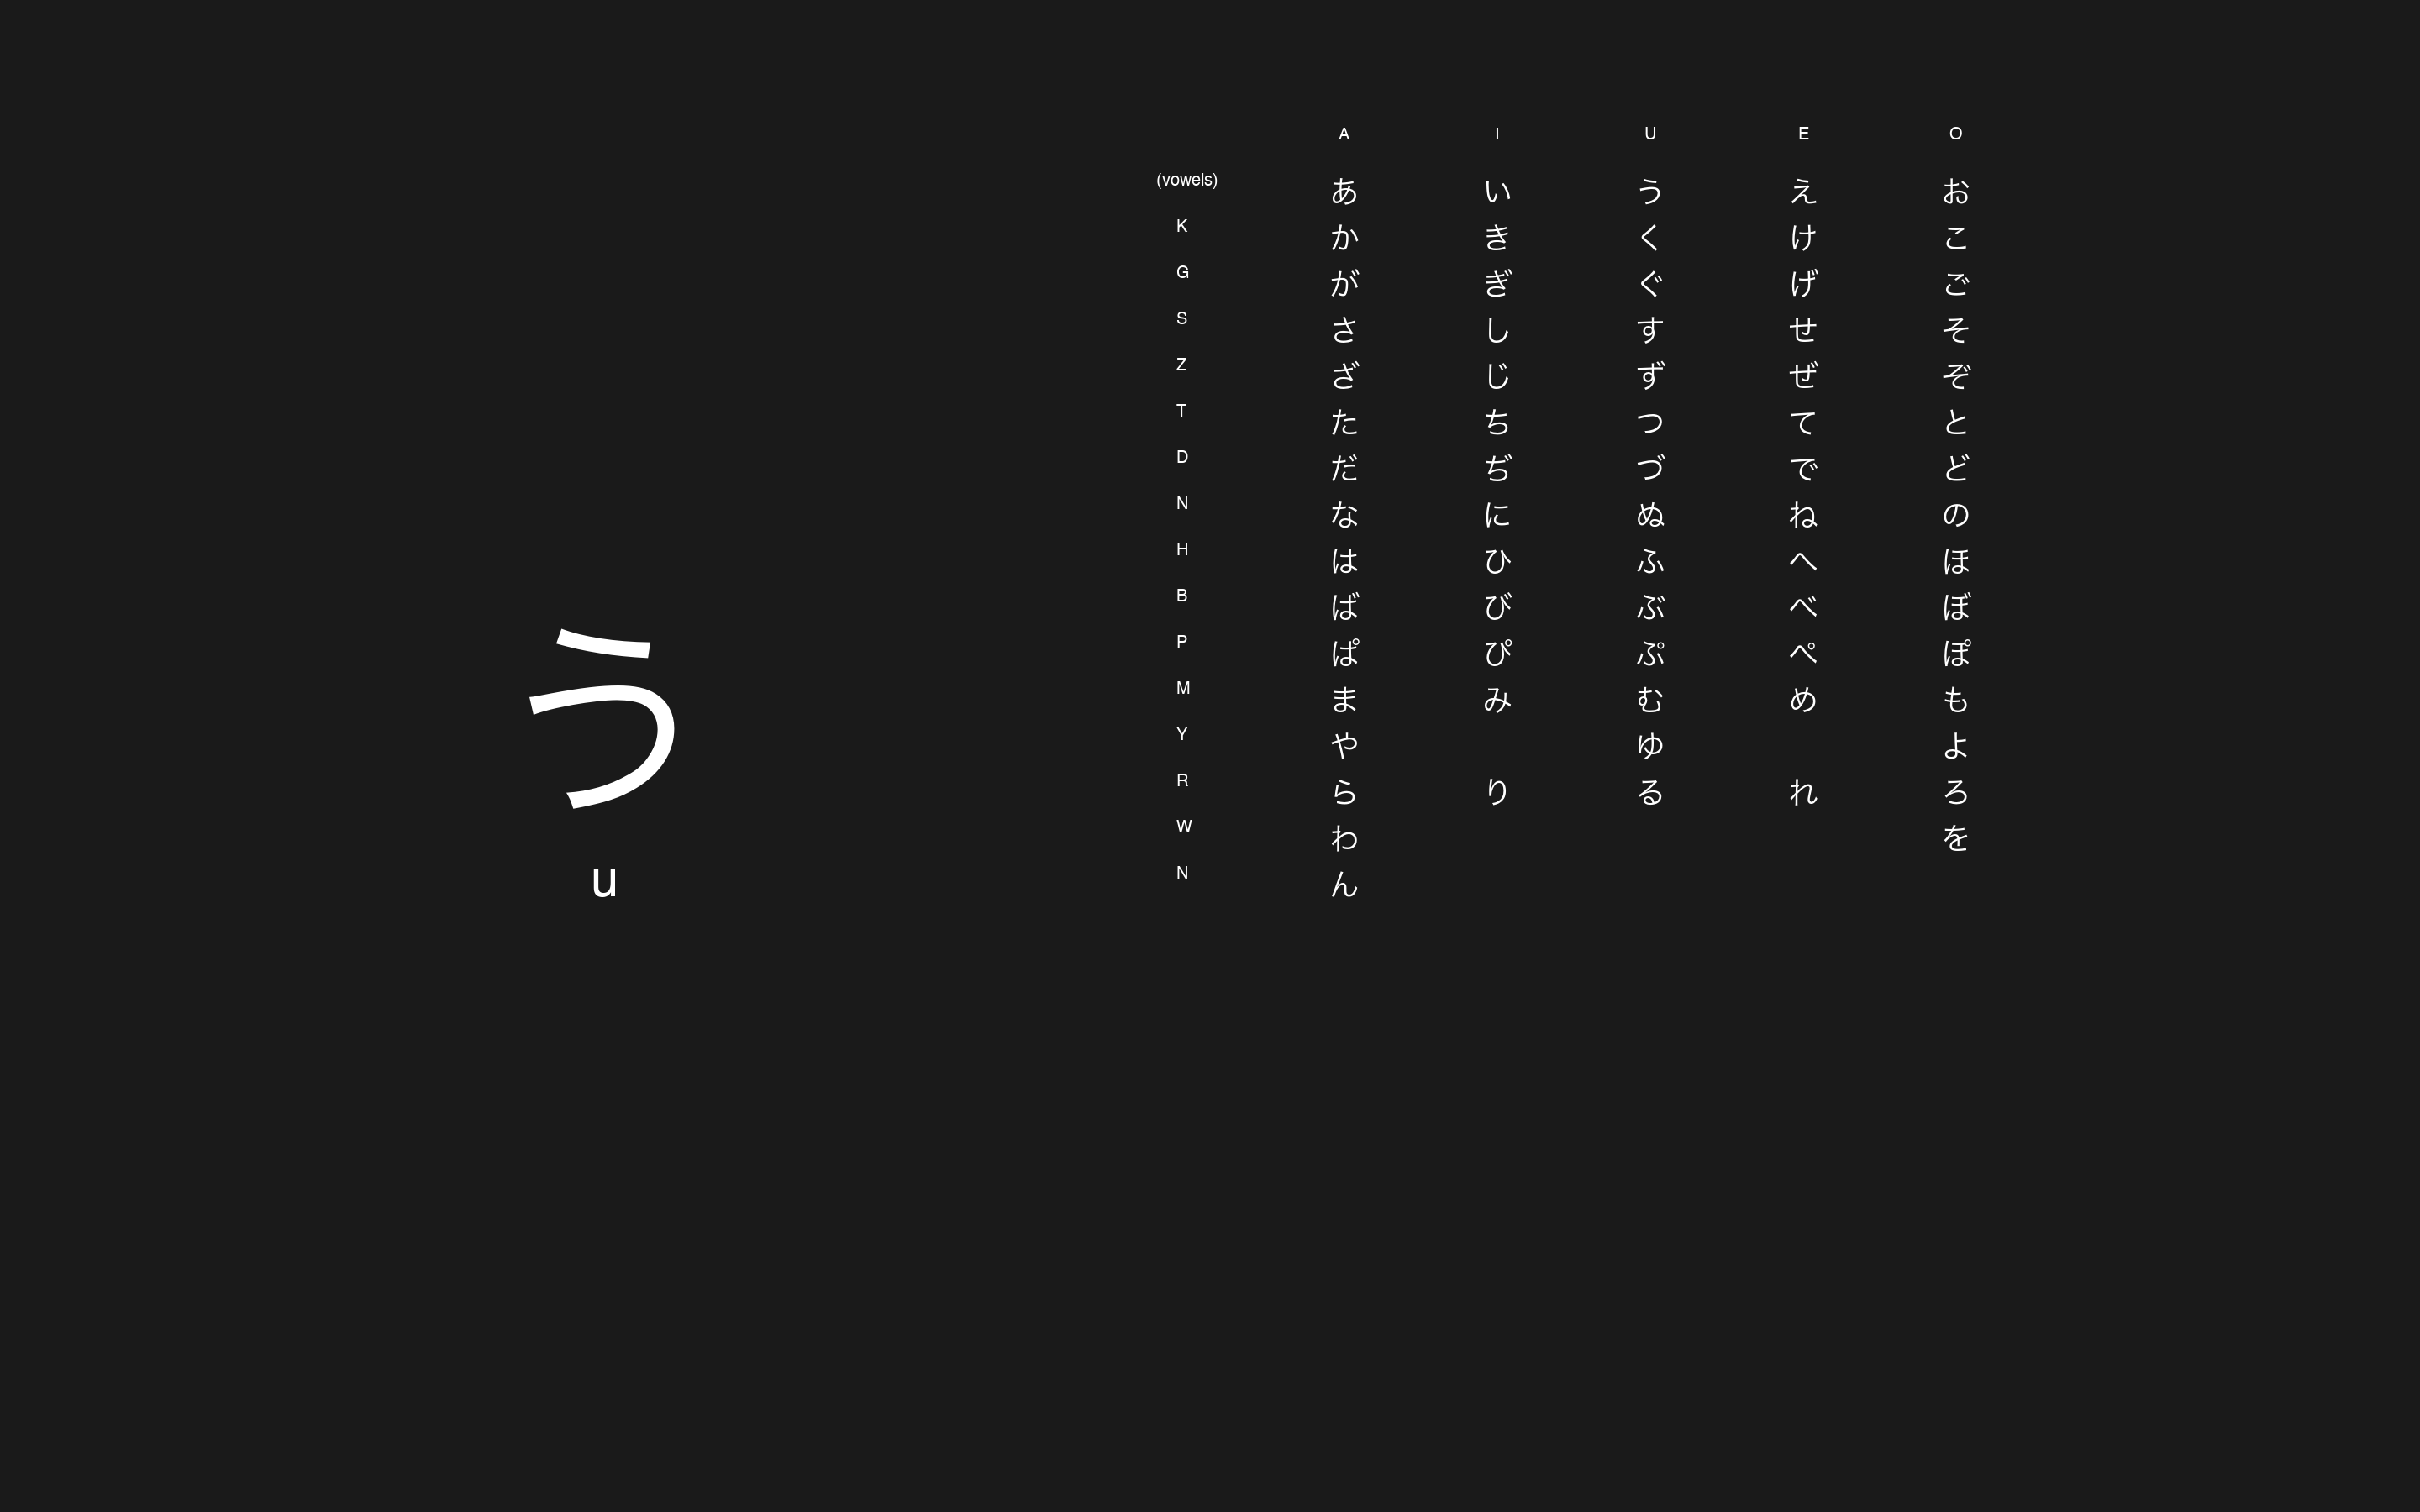 う
u
A I U E O
(vowels) あ い う え お
K か き く け こ
G が ぎ ぐ げ ご
S さ し す せ そ
Z ざ じ ず ぜ ぞ
T た ち つ て と
D だ ぢ づ で ど
N な に ぬ ね の
H は ひ ふ へ ほ
B ば び ぶ べ ぼ
P ぱ ぴ ぷ ぺ ぽ
M ま み む め も
Y や ゆ よ
R ら り る れ ろ
W わ を
N ん